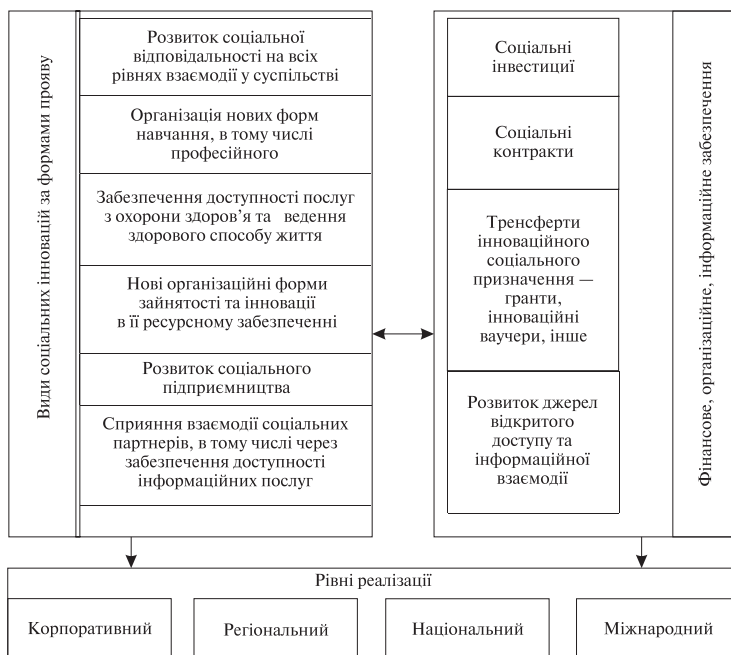 Види соціальних інновацій за формами прояву
Розвиток соціальної
відповідальності на всіх
рівнях взаємодії у суспільстві
Організація нових форм
навчання, в тому числі
професійного
Забезпечення доступності послуг
з охорони здоров’я та ведення
здорового способу життя
Нові організаційні форми
зайнятості та інновації
в її ресурсному забезпеченні
Розвиток соціального
підприємництва
Сприяння взаємодії соціальних
партнерів, в тому числі через
забезпечення доступності
інформаційних послуг
Соціальні
інвестициї
Соціальні
контракти
Тренсферти
інноваційного
соціального
призначення —
гранти,
інноваційні
ваучери, інше
Розвиток джерел
відкритого
доступу та
інформаційної
взаємодії
Фінансове, організаційне, інформаційне забезпечення
Рівні реалізації
Корпоративний
Регіональний
Національний
Міжнародний